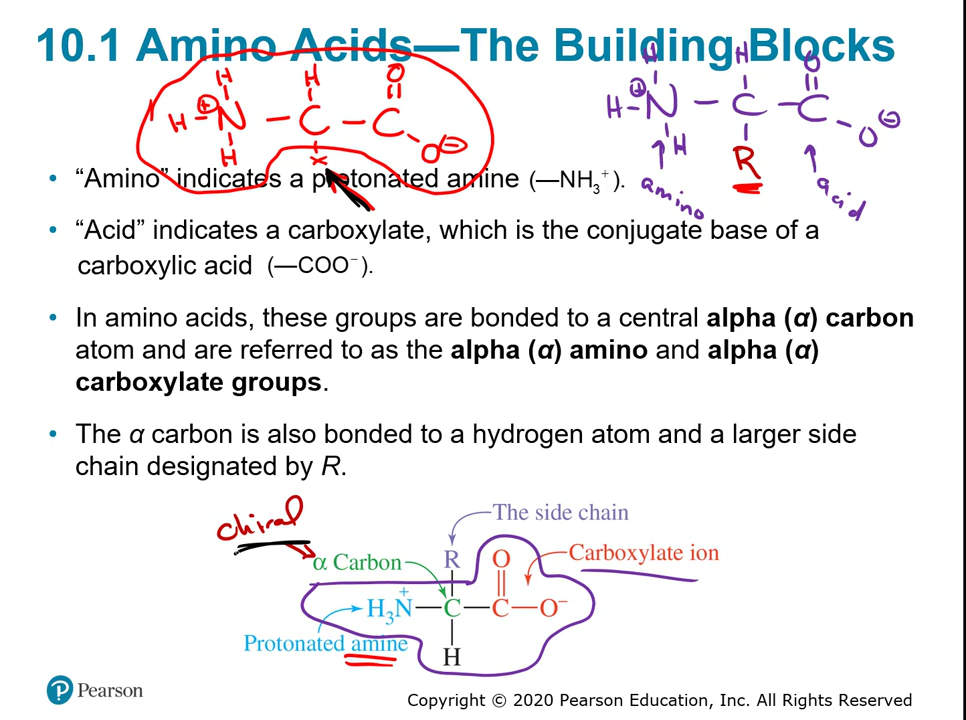 10.1 Amino Acids—The Building Blocks
H H O H H O
H – N⊕ – C – C H – N⊕ – C – C
H x O⊖ H R O⊖
amino acid
• “Amino” indicates a protonated amine (—NH₃⁺).
• “Acid” indicates a carboxylate, which is the conjugate base of a
carboxylic acid (—COO⁻).
• In amino acids, these groups are bonded to a central alpha (α) carbon
atom and are referred to as the alpha (α) amino and alpha (α)
carboxylate groups.
• The α carbon is also bonded to a hydrogen atom and a larger side
chain designated by R.
chiral
The side chain
α Carbon R O Carboxylate ion
H₃N⁺—C—C—O⁻
Protonated amine
H
P Pearson
Copyright © 2020 Pearson Education, Inc. All Rights Reserved